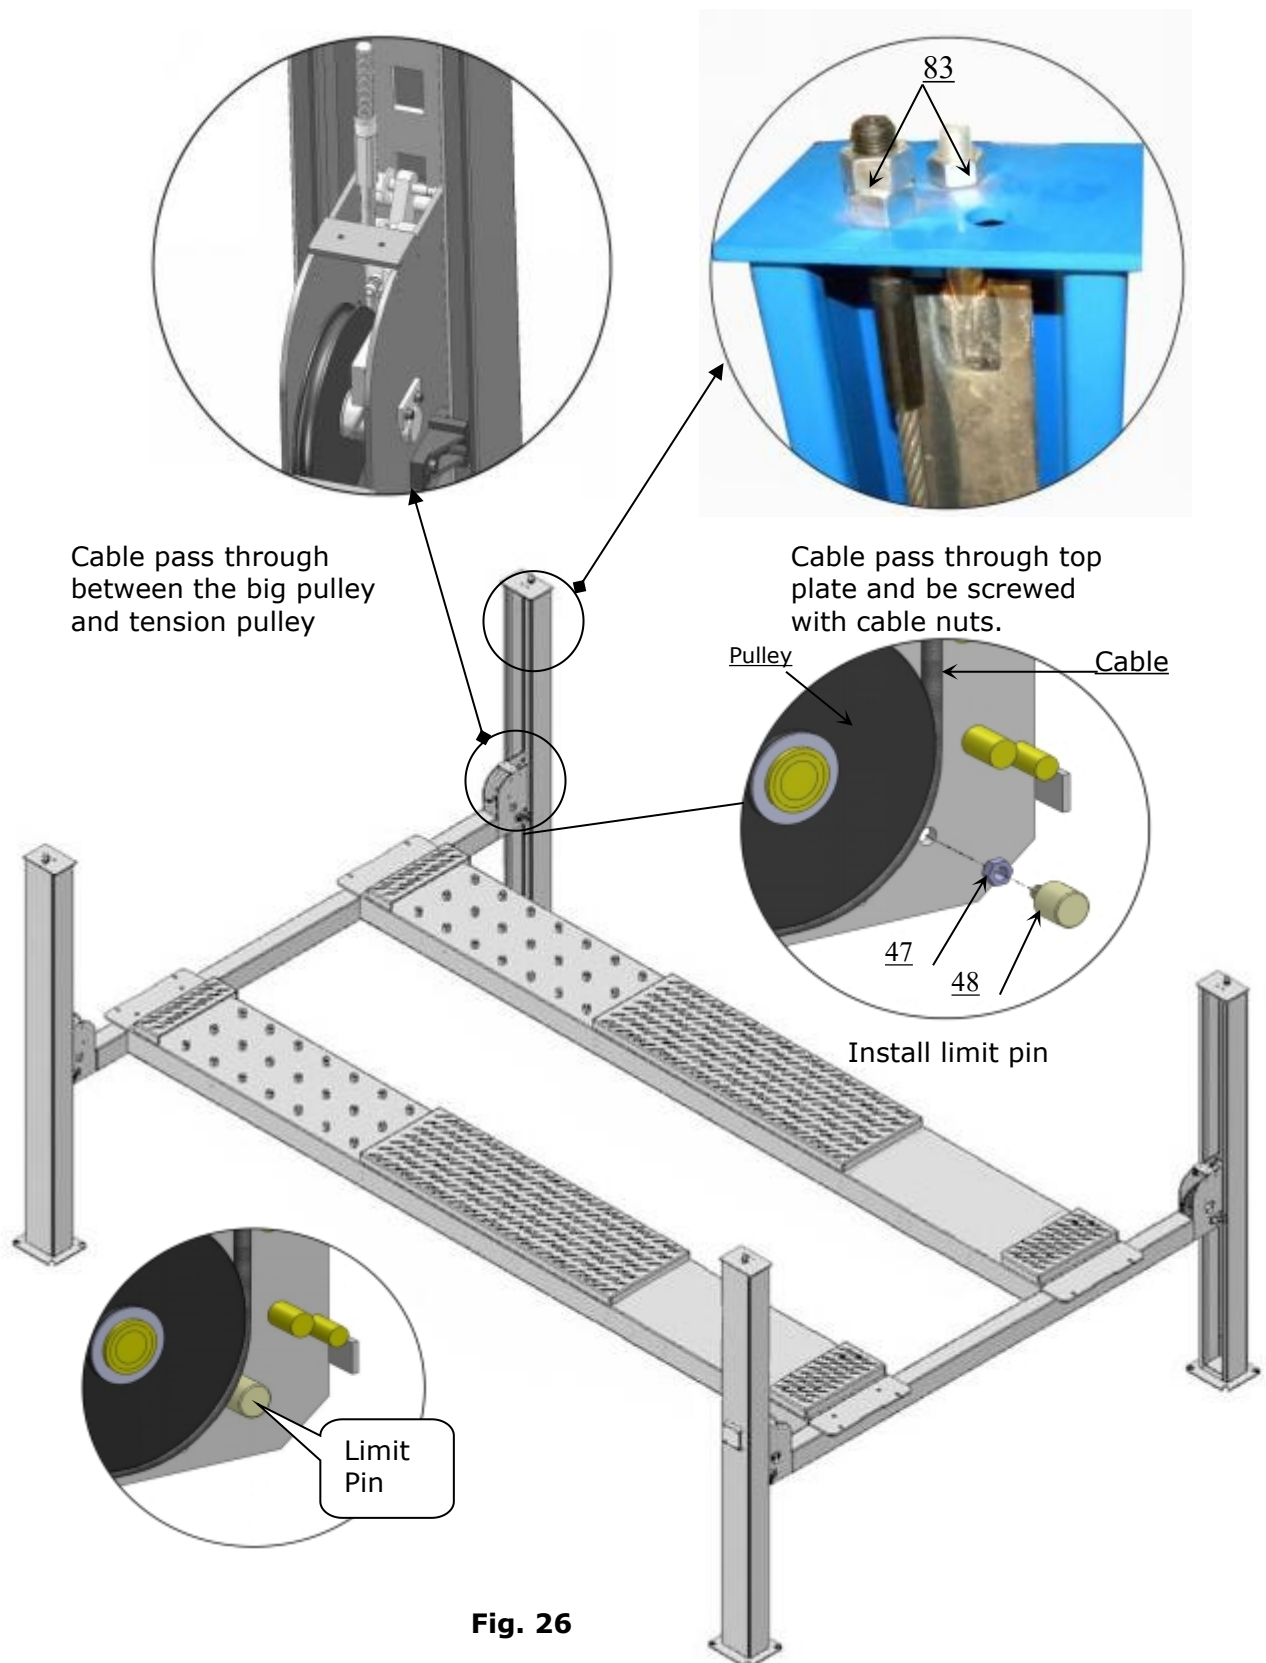 83
Cable pass through
between the big pulley
and tension pulley
Cable pass through top
plate and be screwed
with cable nuts.
Pulley
Cable
47
48
Install limit pin
Limit
Pin
Fig. 26